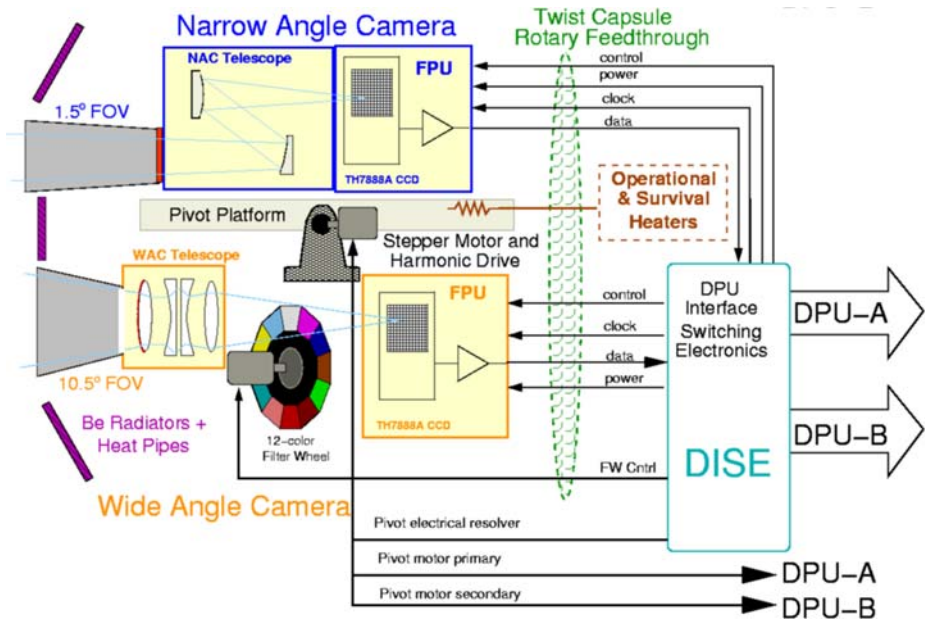 Narrow Angle Camera
Twist Capsule
Rotary Feedthrough
NAC Telescope
FPU
control
power
clock
data
1.5° FOV
TH7888A CCD
Operational
& Survival
Heaters
Pivot Platform
Stepper Motor and
Harmonic Drive
WAC Telescope
FPU
control
clock
data
power
DPU
Interface
Switching
Electronics
DPU-A
DPU-B
DISE
10.5° FOV
TH7888A CCD
Be Radiators +
Heat Pipes
12-color
Filter Wheel
FW Cntrl
Wide Angle Camera
Pivot electrical resolver
Pivot motor primary
DPU-A
Pivot motor secondary
DPU-B